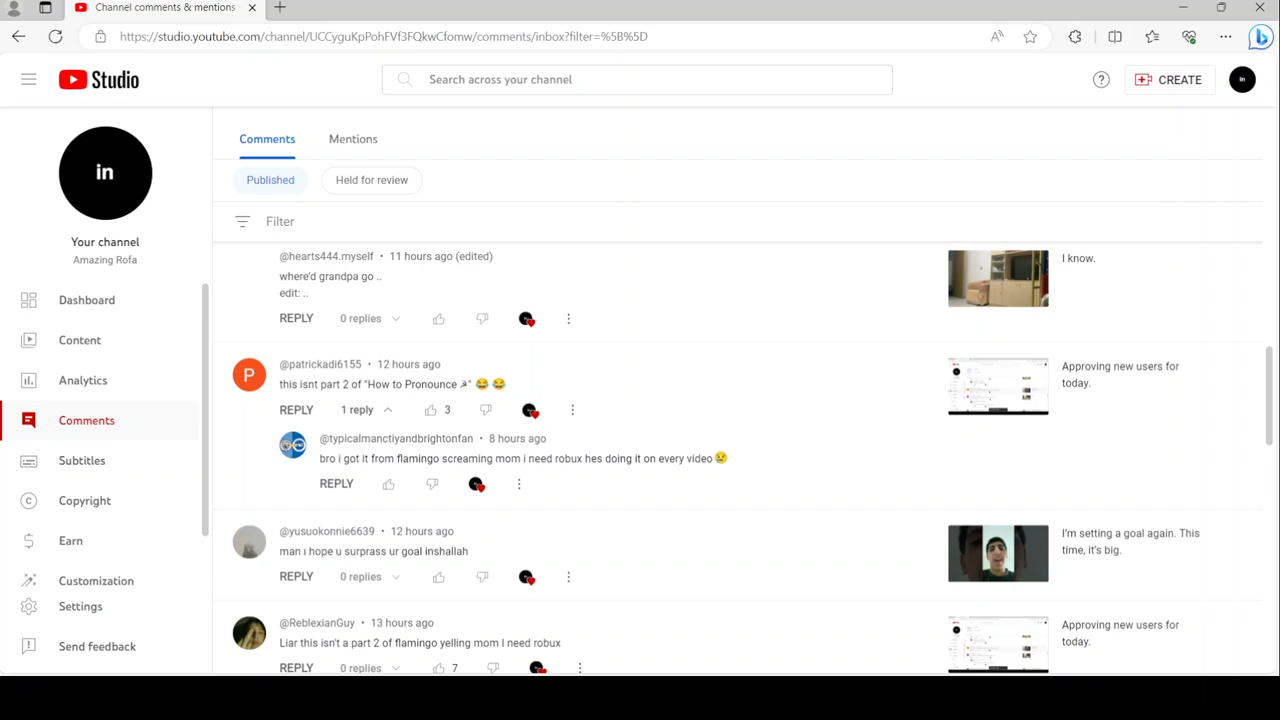 Channel comments & mentions
https://studio.youtube.com/channel/UCCyguKpPohFVf3FQkwCfomw/comments/inbox?filter=%5B%5D
Studio
Search across your channel
CREATE
in
in
Your channel
Amazing Rofa
Dashboard
Content
Analytics
Comments
Subtitles
Copyright
Earn
Customization
Settings
Send feedback
Comments
Mentions
Published
Held for review
Filter
@hearts444.myself • 11 hours ago (edited)
where'd grandpa go ..
edit: ..
REPLY 0 replies
I know.
P
@patrickadi6155 • 12 hours ago
this isnt part 2 of "How to Pronounce ☭" 😂 😂
REPLY 1 reply 3
Approving new users for
today.
@typicalmanctiyandbrightonfan • 8 hours ago
bro i got it from flamingo screaming mom i need robux hes doing it on every video 😢
REPLY
@yusuokonnie6639 • 12 hours ago
man ı hope u surprass ur goal inshallah
REPLY 0 replies
I'm setting a goal again. This
time, it's big.
@ReblexianGuy • 13 hours ago
Liar this isn't a part 2 of flamingo yelling mom I need robux
REPLY 0 replies 7
Approving new users for
today.